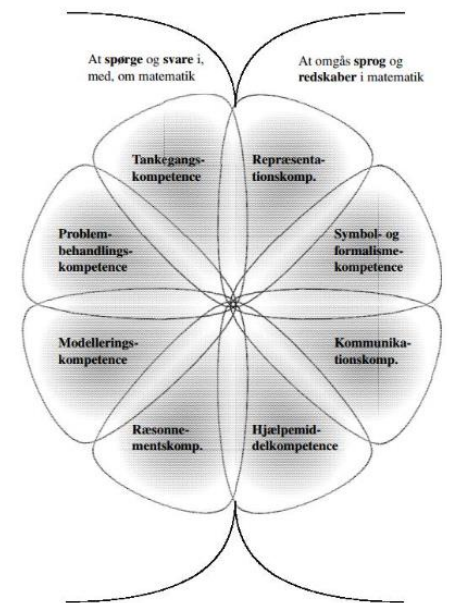 At spørge og svare i,
med, om matematik
At omgås sprog og
redskaber i matematik
Tankegangs-
kompetence
Repræsenta-
tionskomp.
Problem-
behandlings-
kompetence
Symbol- og
formalisme-
kompetence
Modellerings-
kompetence
Kommunika-
tionskomp.
Ræsonne-
mentskomp.
Hjælpemid-
delkompetence